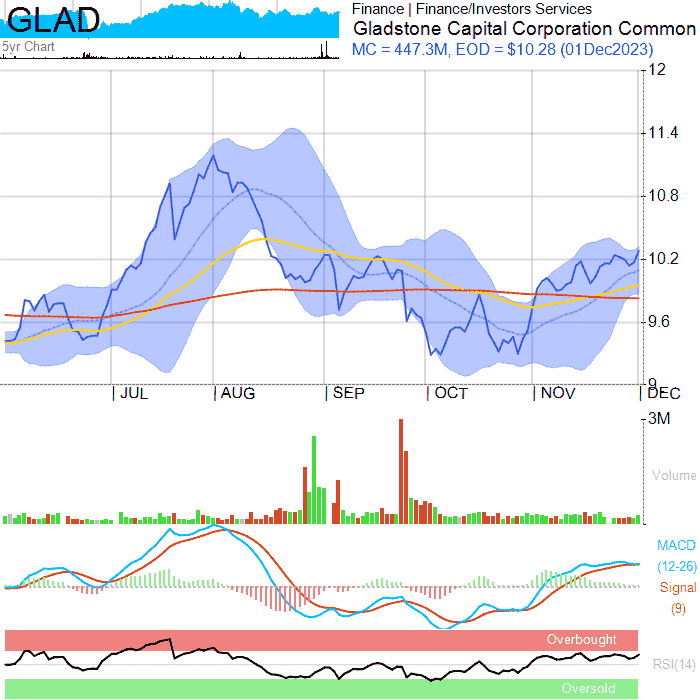 GLAD
5yr Chart
Finance | Finance/Investors Services
Gladstone Capital Corporation Common
MC = 447.3M, EOD = $10.28 (01Dec2023)
12
11.4
10.8
10.2
9.6
9
JUL AUG SEP OCT NOV DEC
3M
Volume
MACD
(12-26)
Signal
(9)
Overbought
RSI(14)
Oversold